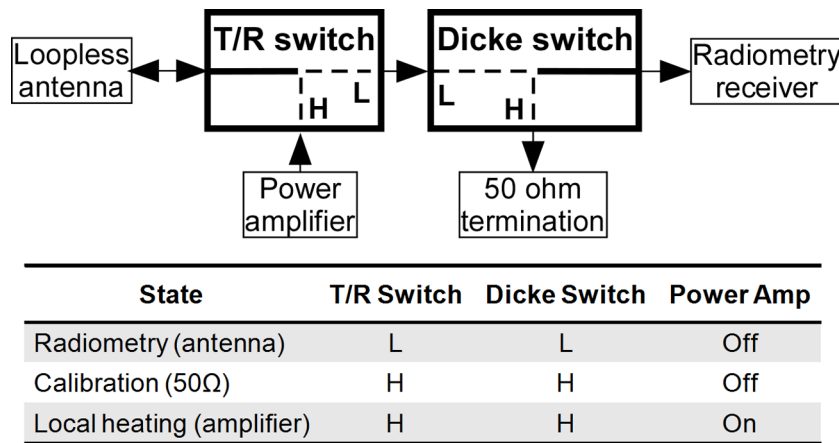 T/R switch
Dicke switch
Loopless
antenna
Radiometry
receiver
L
H
L
H
Power
amplifier
50 ohm
termination
State T/R Switch Dicke Switch Power Amp
Radiometry (antenna) L L Off
Calibration (50Ω) H H Off
Local heating (amplifier) H H On